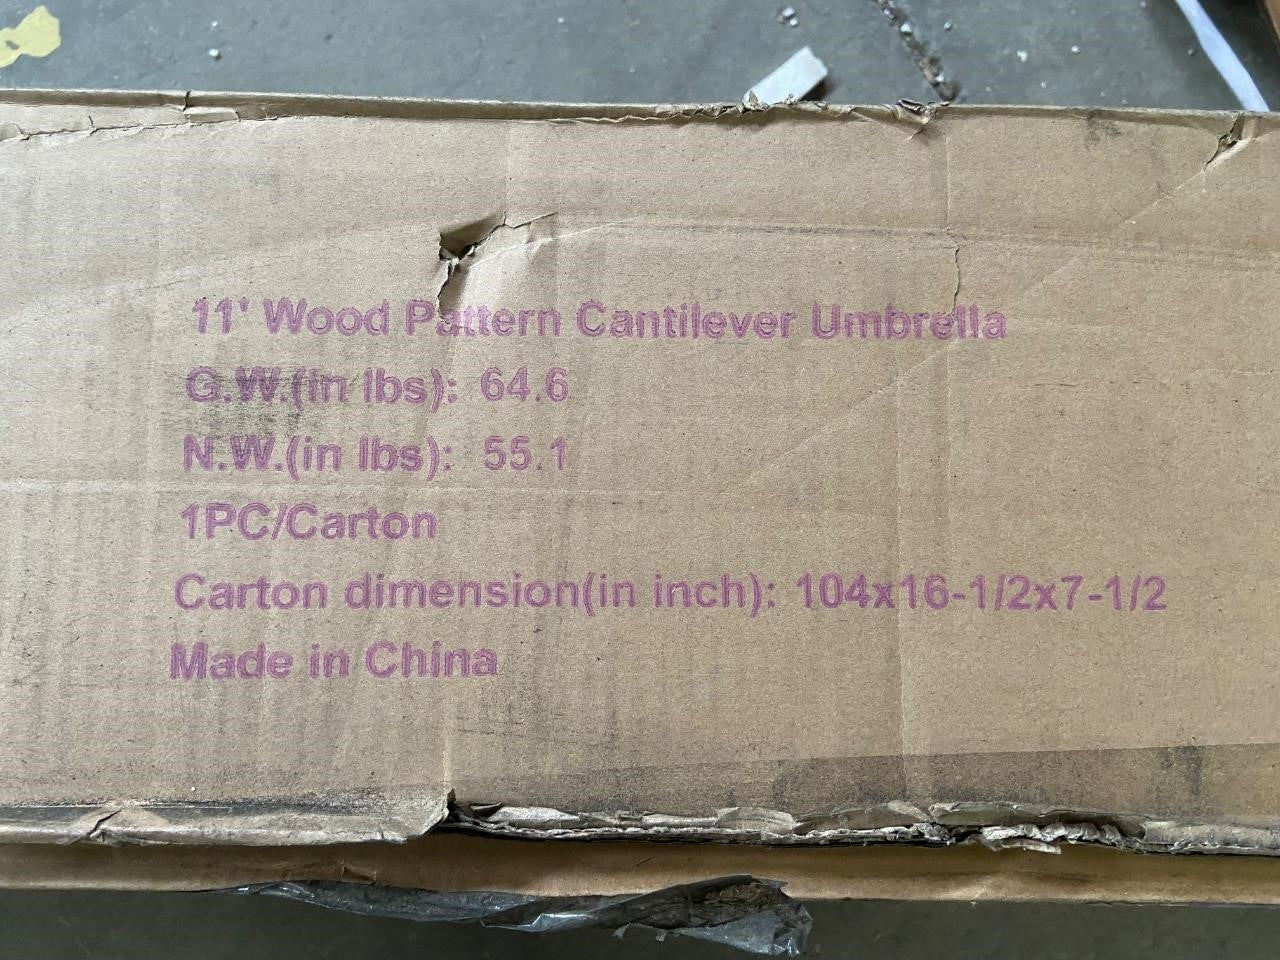 11' Wood Pattern Cantilever Umbrella
G.W.(in lbs): 64.6
N.W.(in lbs): 55.1
1PC/Carton
Carton dimension(in inch): 104x16-1/2x7-1/2
Made in China